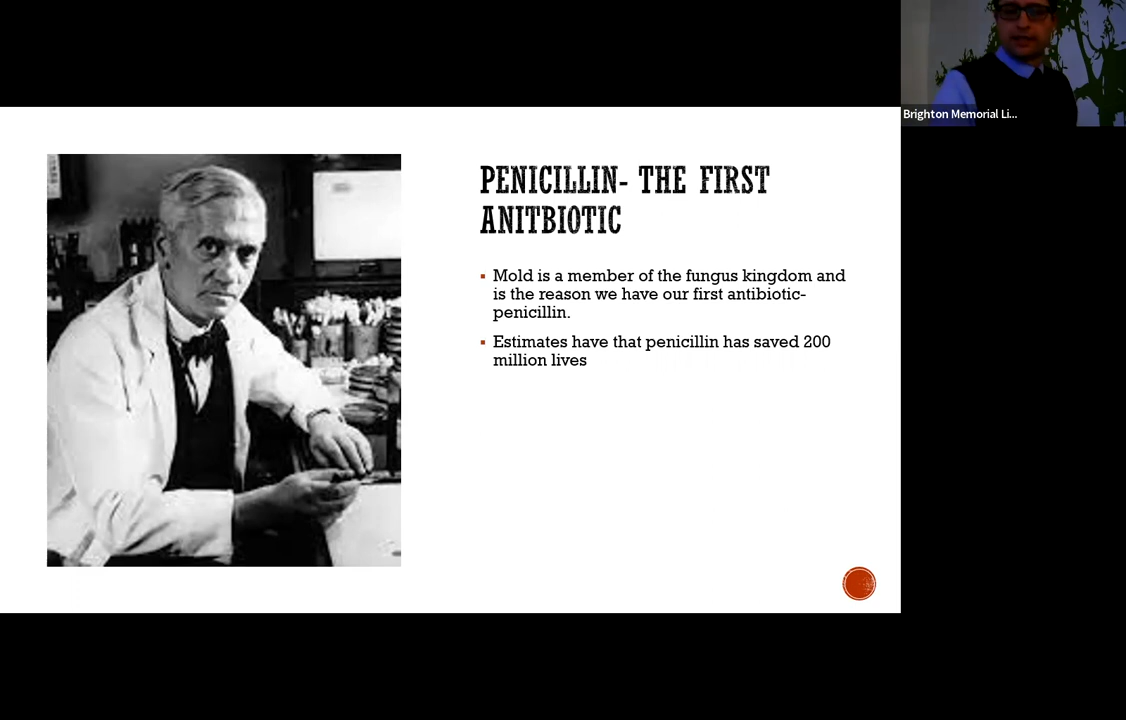 Brighton Memorial Li...
PENICILLIN- THE FIRST
ANITBIOTIC
▪ Mold is a member of the fungus kingdom and
is the reason we have our first antibiotic-
penicillin.
▪ Estimates have that penicillin has saved 200
million lives